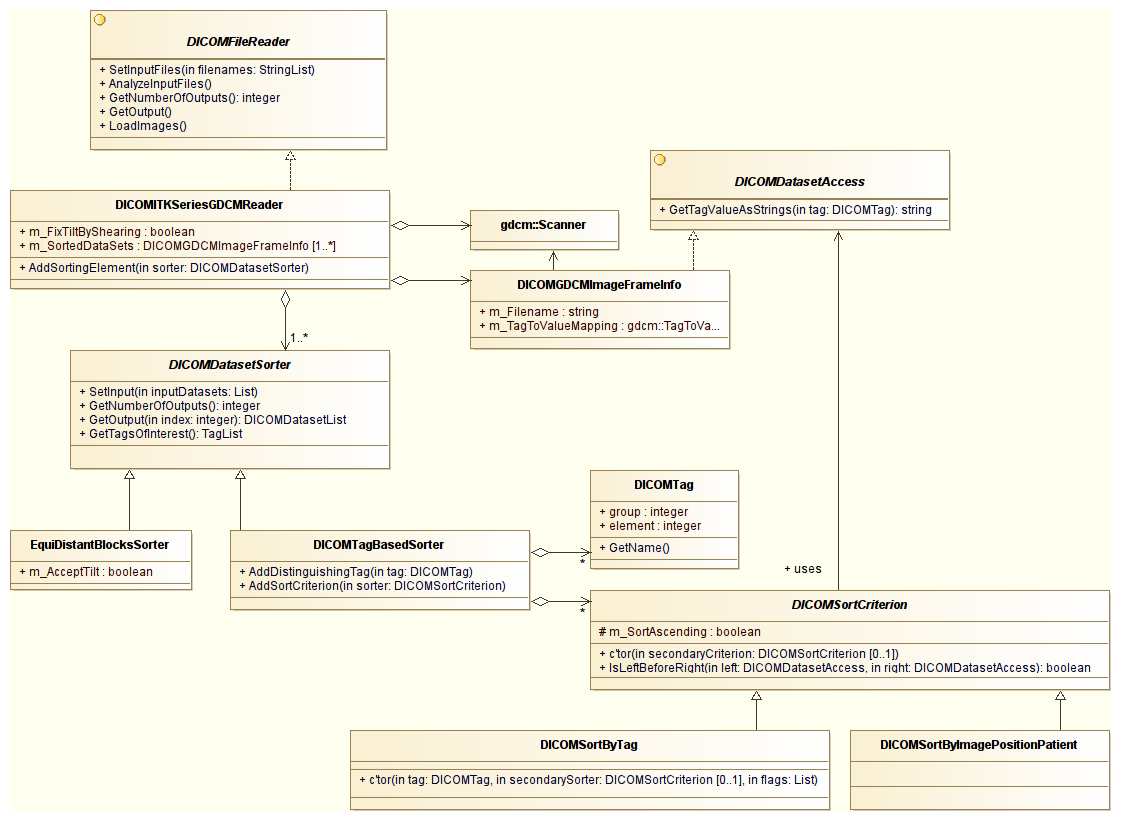 DICOMFileReader
+ SetInputFiles(in filenames: StringList)
+ AnalyzeInputFiles()
+ GetNumberOfOutputs(): integer
+ GetOutput()
+ LoadImages()
DICOMDatasetAccess
+ GetTagValueAsStrings(in tag: DICOMTag): string
DICOMITKSeriesGDCMReader
+ m_FixTiltByShearing : boolean
+ m_SortedDataSets : DICOMGDCMImageFrameInfo [1..*]
+ AddSortingElement(in sorter: DICOMDatasetSorter)
gdcm::Scanner
DICOMGDCMImageFrameInfo
+ m_Filename : string
+ m_TagToValueMapping : gdcm::TagToVa...
1..*
DICOMDatasetSorter
+ SetInput(in inputDatasets: List)
+ GetNumberOfOutputs(): integer
+ GetOutput(in index: integer): DICOMDatasetList
+ GetTagsOfInterest(): TagList
EquiDistantBlocksSorter
+ m_AcceptTilt : boolean
DICOMTagBasedSorter
+ AddDistinguishingTag(in tag: DICOMTag)
+ AddSortCriterion(in sorter: DICOMSortCriterion)
*
*
DICOMTag
+ group : integer
+ element : integer
+ GetName()
+ uses
DICOMSortCriterion
# m_SortAscending : boolean
+ c'tor(in secondaryCriterion: DICOMSortCriterion [0..1])
+ IsLeftBeforeRight(in left: DICOMDatasetAccess, in right: DICOMDatasetAccess): boolean
DICOMSortByTag
+ c'tor(in tag: DICOMTag, in secondarySorter: DICOMSortCriterion [0..1], in flags: List)
DICOMSortByImagePositionPatient